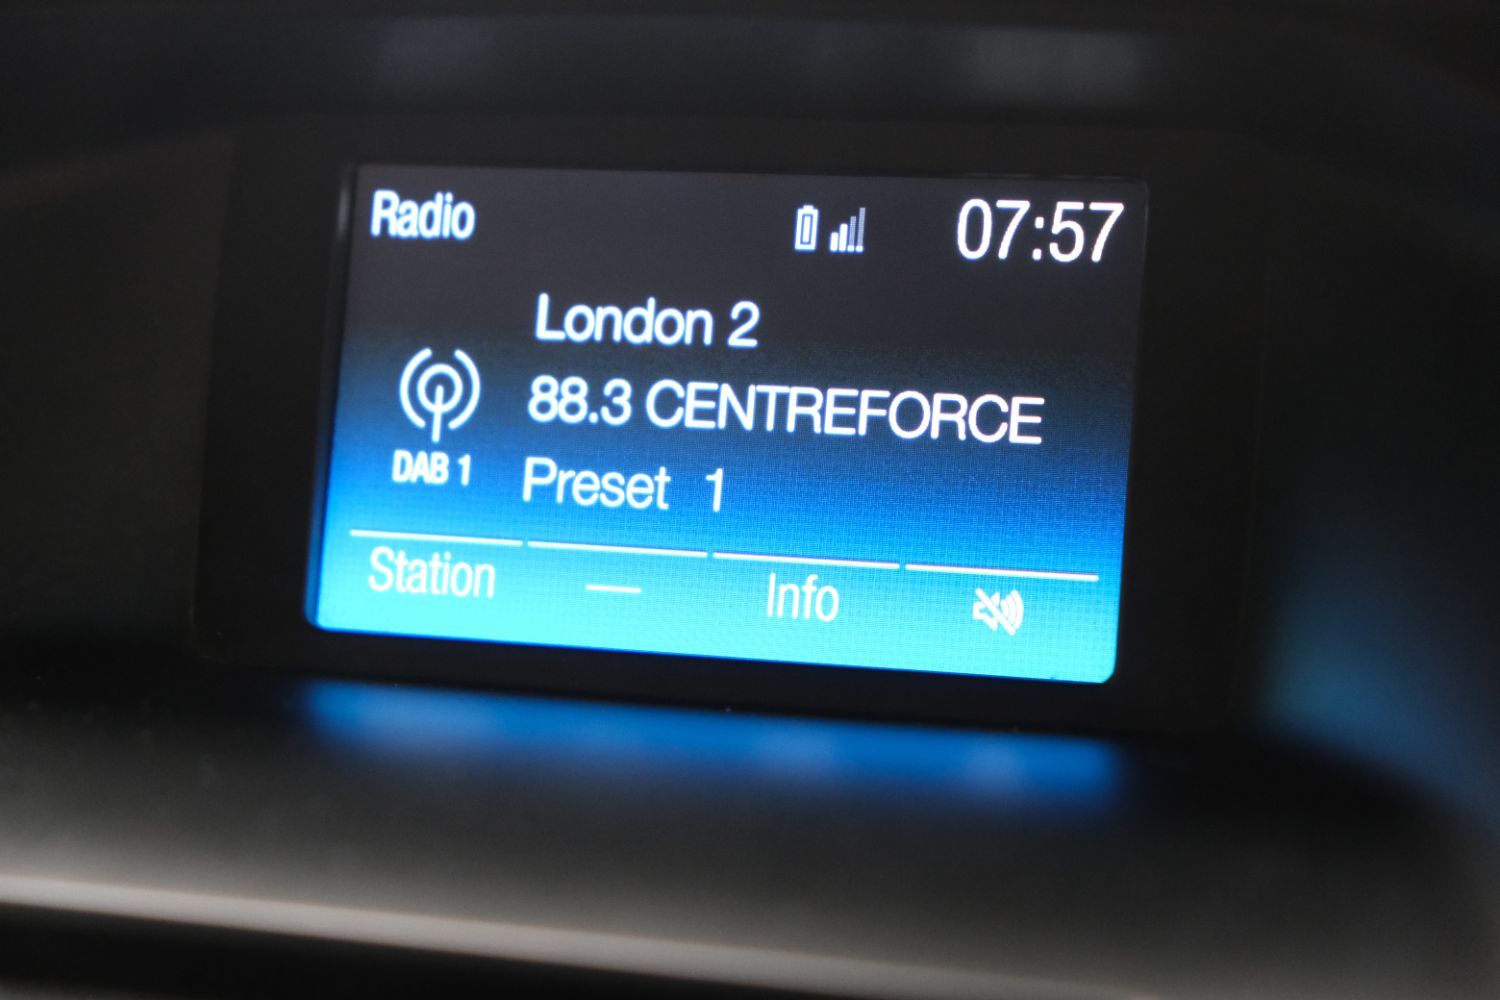 Radio 07:57
London 2
88.3 CENTREFORCE
DAB 1 Preset 1
Station — Info